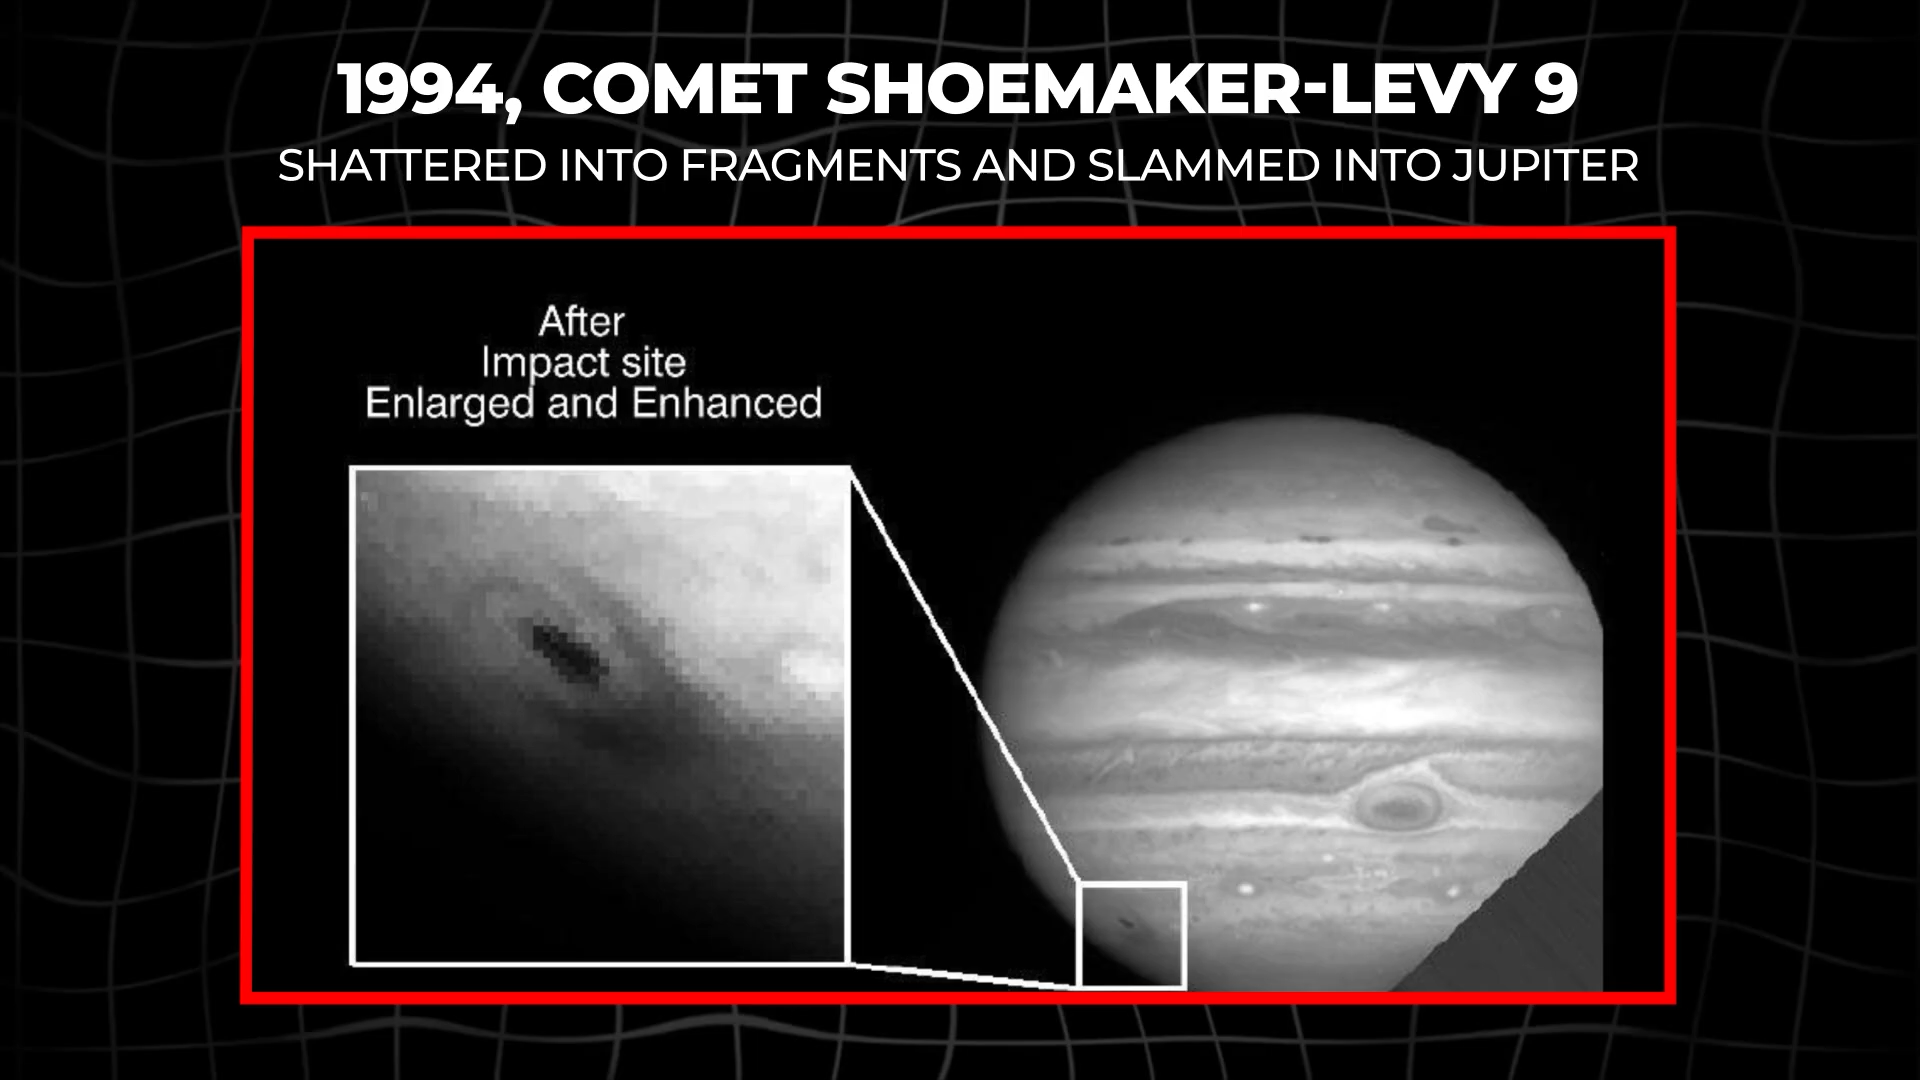 1994, COMET SHOEMAKER-LEVY 9
SHATTERED INTO FRAGMENTS AND SLAMMED INTO JUPITER
After
Impact site
Enlarged and Enhanced